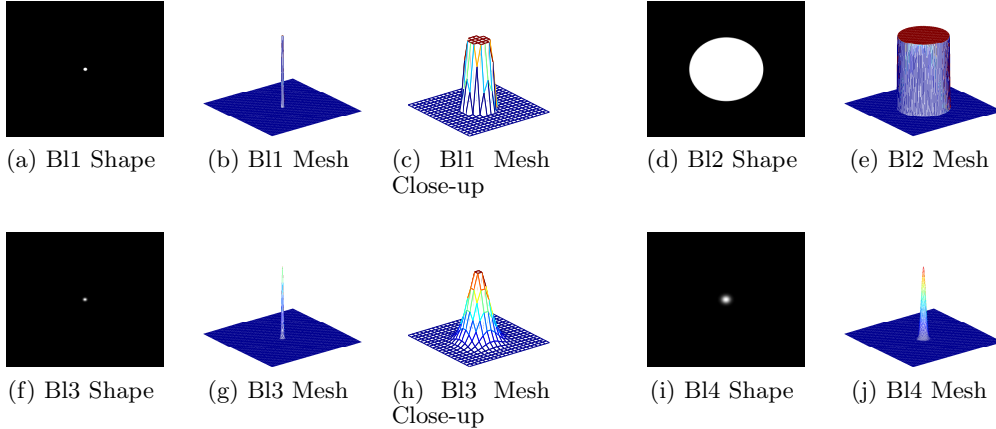 (a) Bl1 Shape
(b) Bl1 Mesh
(c) Bl1 Mesh
Close-up
(d) Bl2 Shape
(e) Bl2 Mesh
(f) Bl3 Shape
(g) Bl3 Mesh
(h) Bl3 Mesh
Close-up
(i) Bl4 Shape
(j) Bl4 Mesh